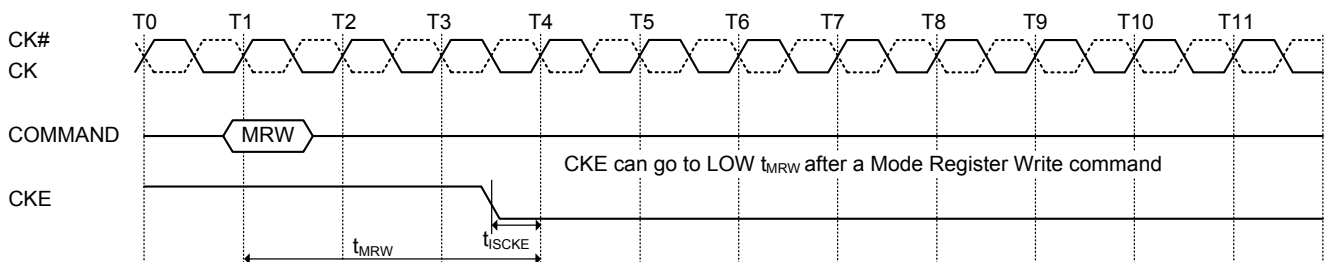 T0 T1 T2 T3 T4 T5 T6 T7 T8 T9 T10 T11
CK#
CK
COMMAND MRW
CKE can go to LOW tMRW after a Mode Register Write command
CKE
tISCKE
tMRW